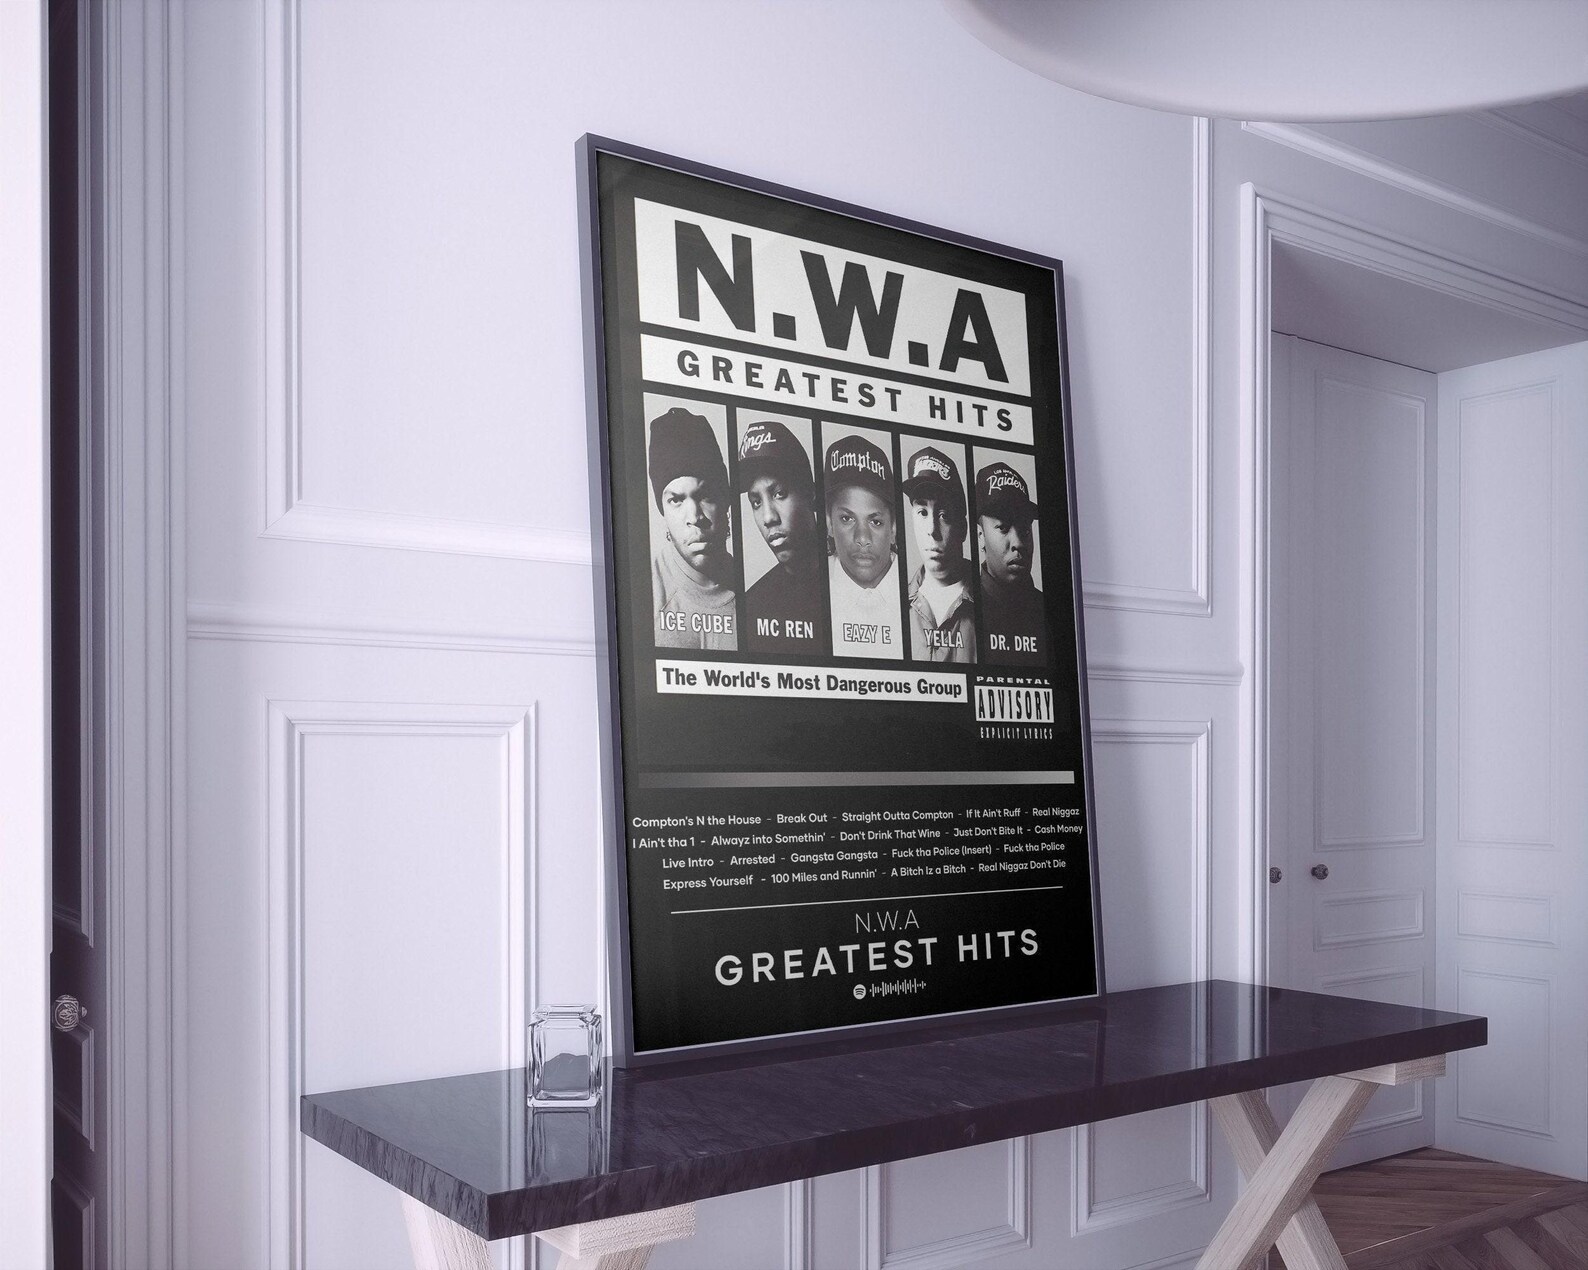 N.W.A
GREATEST HITS
Kings
Compton
Raiders
ICE CUBE
MC REN
EAZY E
YELLA
DR. DRE
The World's Most Dangerous Group
PARENTAL
ADVISORY
EXPLICIT LYRICS
Compton's N the House - Break Out - Straight Outta Compton - If It Ain't Ruff - Real Niggaz
I Ain't tha 1 - Alwayz into Somethin' - Don't Drink That Wine - Just Don't Bite It - Cash Money
Live Intro - Arrested - Gangsta Gangsta - Fuck tha Police (Insert) - Fuck tha Police
Express Yourself - 100 Miles and Runnin' - A Bitch Iz a Bitch - Real Niggaz Don't Die
N.W.A
GREATEST HITS